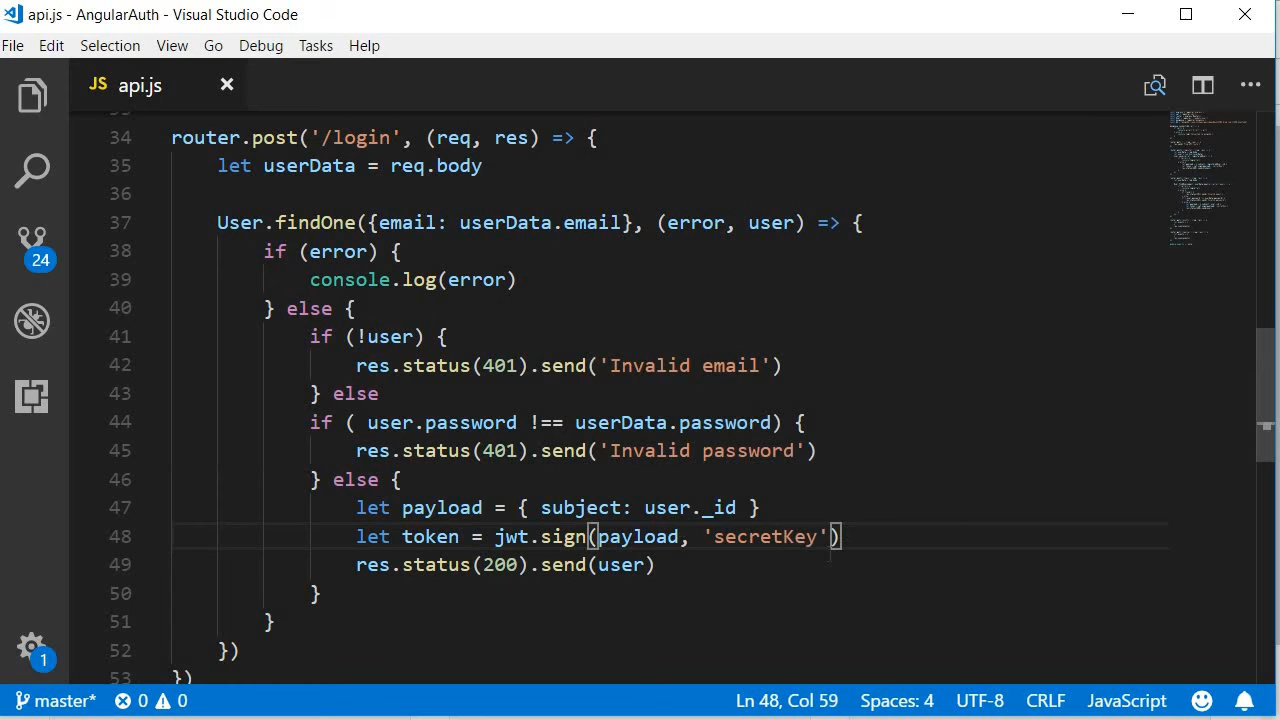 api.js - AngularAuth - Visual Studio Code
File Edit Selection View Go Debug Tasks Help
JS api.js
34 router.post('/login', (req, res) => {
35 let userData = req.body
36
37 User.findOne({email: userData.email}, (error, user) => {
38 if (error) {
39 console.log(error)
40 } else {
41 if (!user) {
42 res.status(401).send('Invalid email')
43 } else
44 if ( user.password !== userData.password) {
45 res.status(401).send('Invalid password')
46 } else {
47 let payload = { subject: user._id }
48 let token = jwt.sign(payload, 'secretKey')
49 res.status(200).send(user)
50 }
51 }
52 })
53 })
24
1
master* 0 0 Ln 48, Col 59 Spaces: 4 UTF-8 CRLF JavaScript